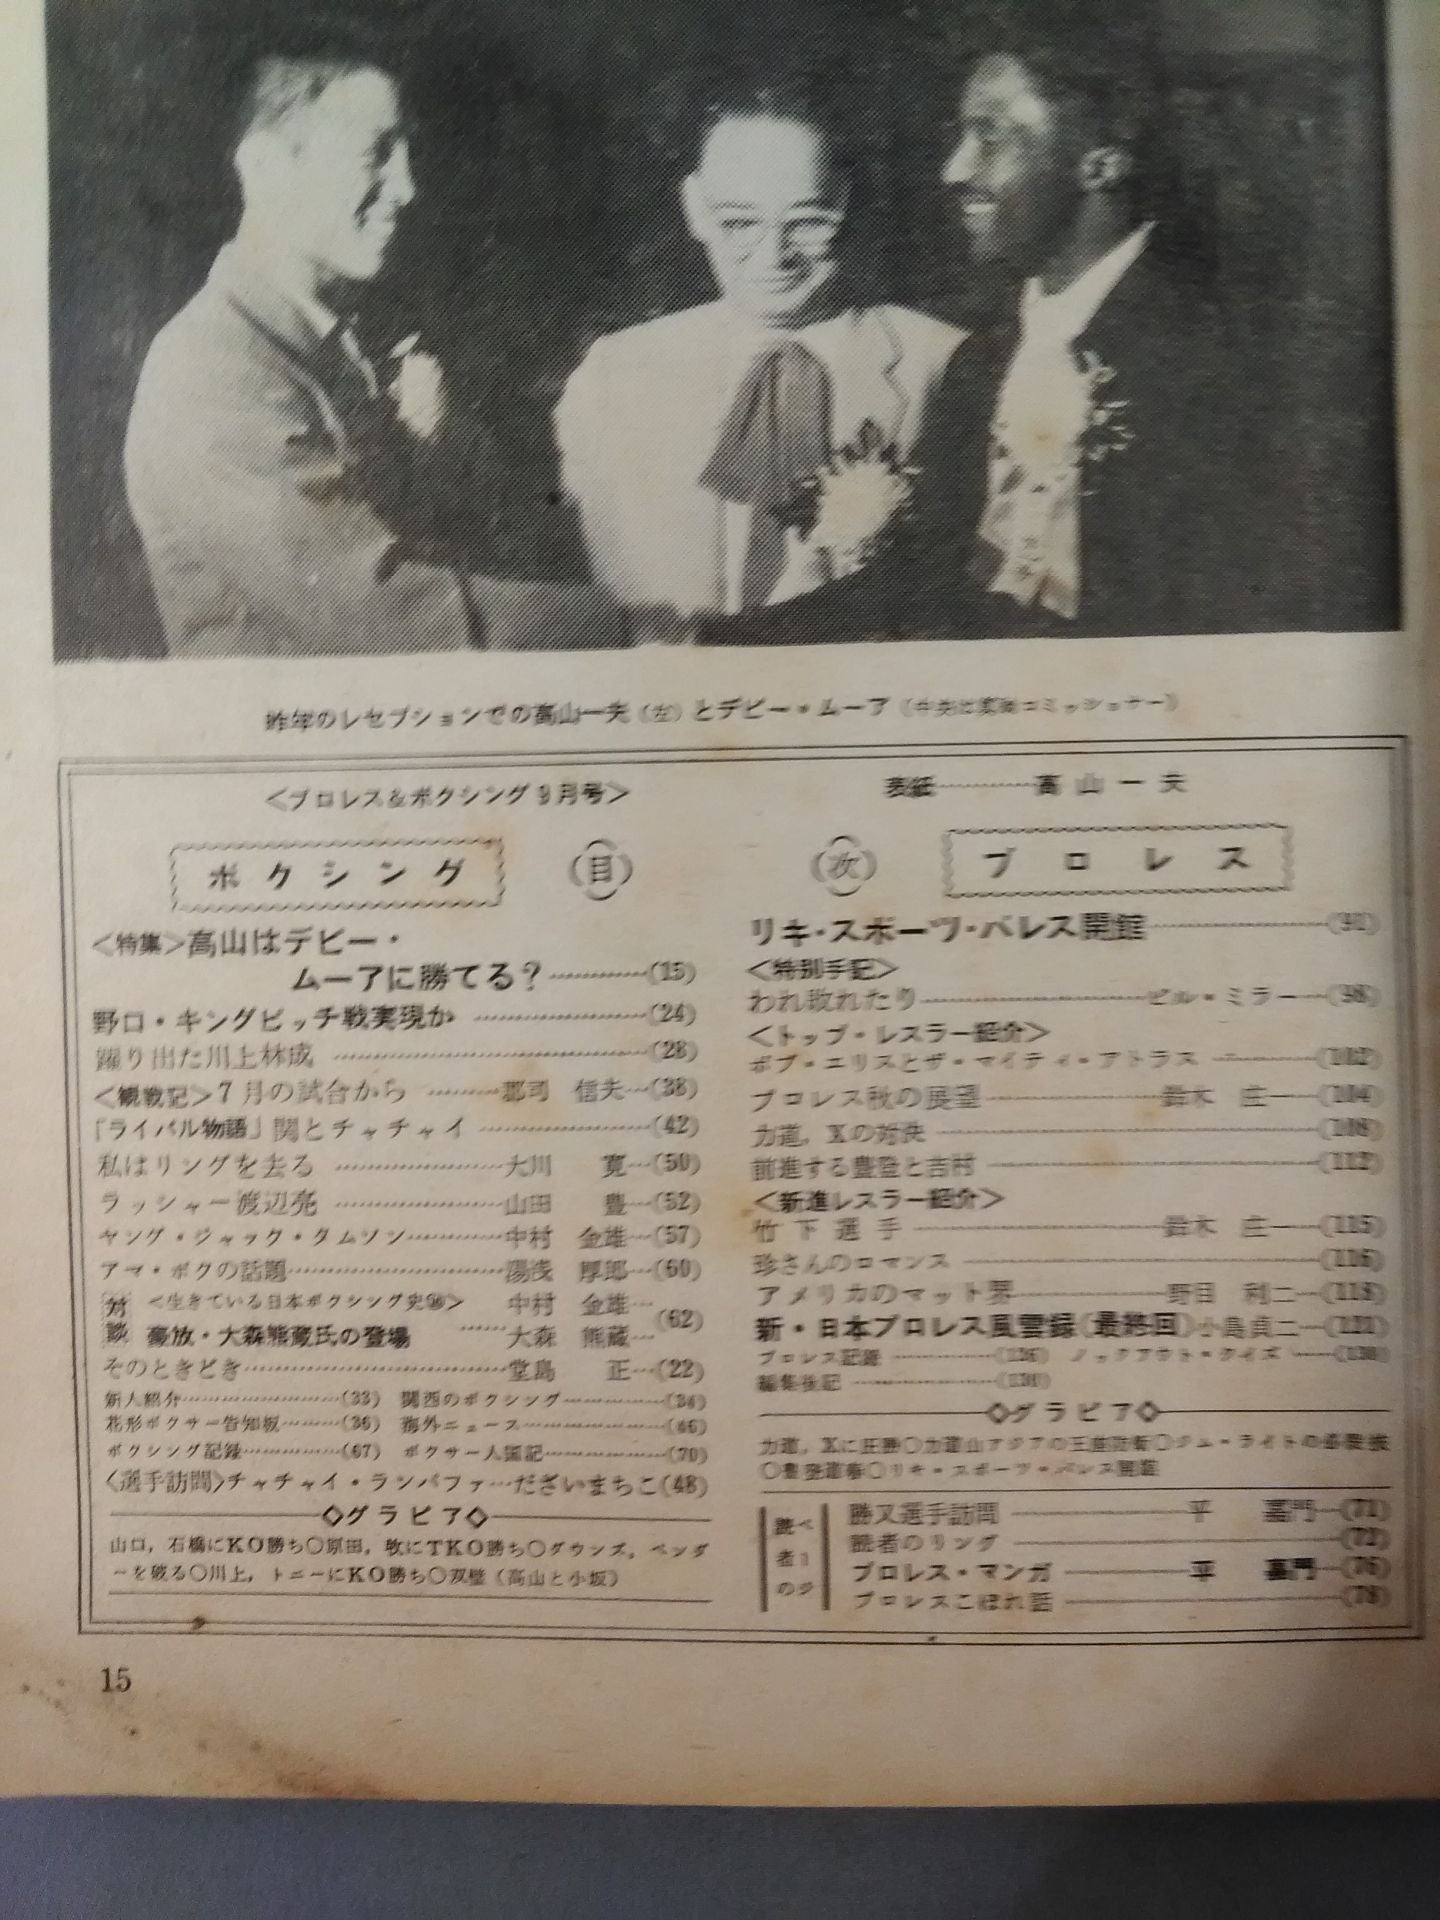 昨年のレセプションでの高山一夫（左）とデビー・ムーア（中央は真鍋コミッショナー）
＜プロレス＆ボクシング9月号＞
表紙…………高山一夫
ボクシング
目
次
プロレス
＜特集＞高山はデビー・
ムーアに勝てる？…………(15)
野口・キングピッチ戦実現か…………(24)
躍り出た川上林成…………(28)
＜観戦記＞7月の試合から………郡司　信夫…(38)
「ライバル物語」関とチャチャイ…………(42)
私はリングを去る…………大川　寛…(50)
ラッシャー渡辺亮…………山田　豊…(52)
ヤング・ジャック・タムソン…………中村　金雄…(57)
アマ・ボクの話題…………陽浅　厚郎…(60)
対談
＜生きている日本ボクシング史＞　中村　金雄…
豪放・大森熊蔵氏の登場……大森　熊蔵…(62)
そのときどき…………堂島　正…(22)
新人紹介…………(33)　関西のボクシング…………(34)
花形ボクサー告知板………(36)　海外ニュース…………(46)
ボクシング記録…………(67)　ボクサー人国記…………(70)
〈選手訪問〉チャチャイ・ランパファ…だざいまちこ(48)
◇グラビア◇
山口，石橋にKO勝ち○原田，牧にTKO勝ち○ダウンズ，ペンダ
ーを破る○川上，トニーにKO勝ち○双璧（高山と小坂）
リキ・スポーツ・パレス開館…………(91)
＜特別手記＞
われ敗れたり…………ビル・ミラー…(98)
＜トップ・レスラー紹介＞
ボブ・エリスとザ・マイティ・アトラス…………(102)
プロレス秋の展望…………鈴木　庄一…(104)
力道，Xの対決…………(108)
前進する豊登と吉村…………(112)
＜新進レスラー紹介＞
竹下選手…………鈴木　庄一…(115)
珍さんのロマンス…………(116)
アメリカのマット界…………野目　利二…(118)
新・日本プロレス風雲録（最終回）小島貞二…(121)
プロレス記録…………(126)　ノックアウト・クイズ……(130)
編集後記…………(130)
◇グラビア◇
力道，Xに圧勝○力道山アジアの王座防衛○ジム・ライトの
○豊登○リキ・スポーツ・パレス開館
読者のページ
勝又選手訪問…………平　嘉門…(71)
読者のリング…………(72)
プロレス・マンガ…………平　嘉門…(76)
プロレスこぼれ話…………(78)
15